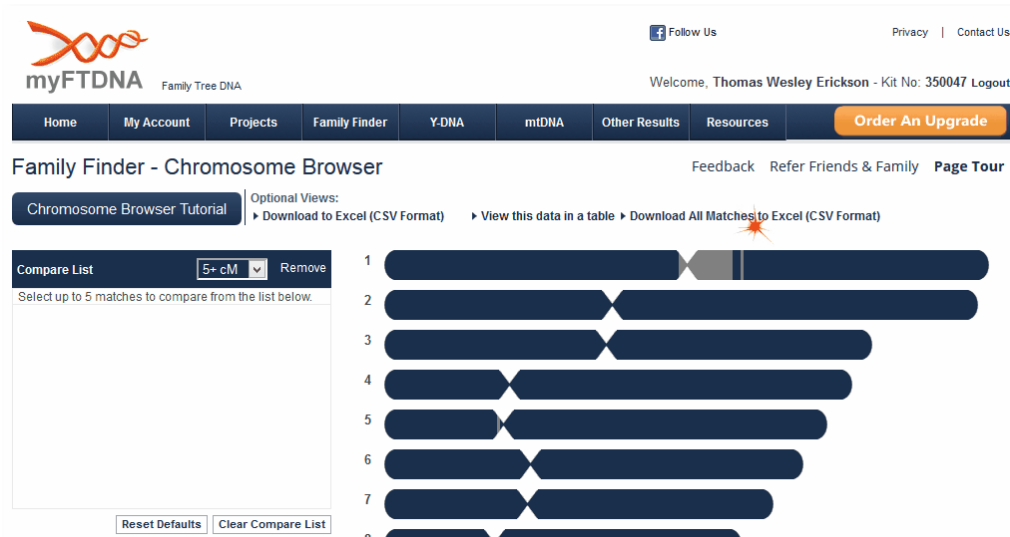 Follow Us
Privacy | Contact Us
myFTDNA Family Tree DNA
Welcome, Thomas Wesley Erickson - Kit No: 350047 Logout
Home My Account Projects Family Finder Y-DNA mtDNA Other Results Resources Order An Upgrade
Family Finder - Chromosome Browser
Feedback Refer Friends & Family Page Tour
Chromosome Browser Tutorial
Optional Views:
Download to Excel (CSV Format) View this data in a table Download All Matches to Excel (CSV Format)
Compare List 5+ cM Remove
Select up to 5 matches to compare from the list below.
1
2
3
4
5
6
7
8
Reset Defaults Clear Compare List